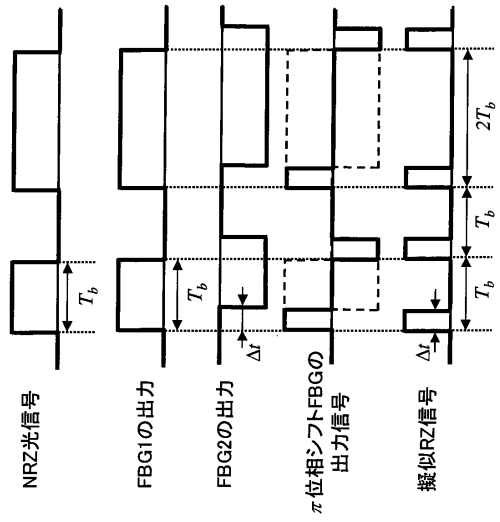 NRZ光信号
T_b
FBG1の出力
T_b
FBG2の出力
Δt
π位相シフトFBGの
出力信号
擬似RZ信号
Δt
T_b
T_b
2T_b